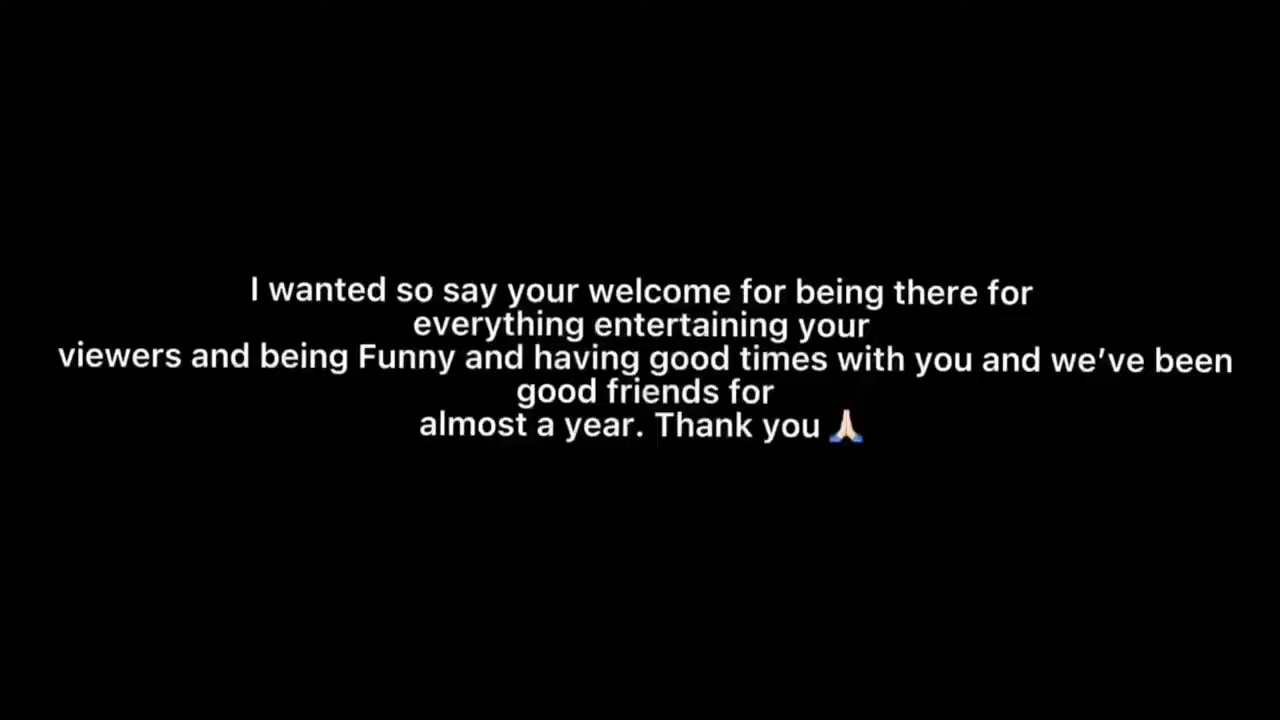 I wanted so say your welcome for being there for
everything entertaining your
viewers and being Funny and having good times with you and we’ve been
good friends for
almost a year. Thank you 🙏🏻